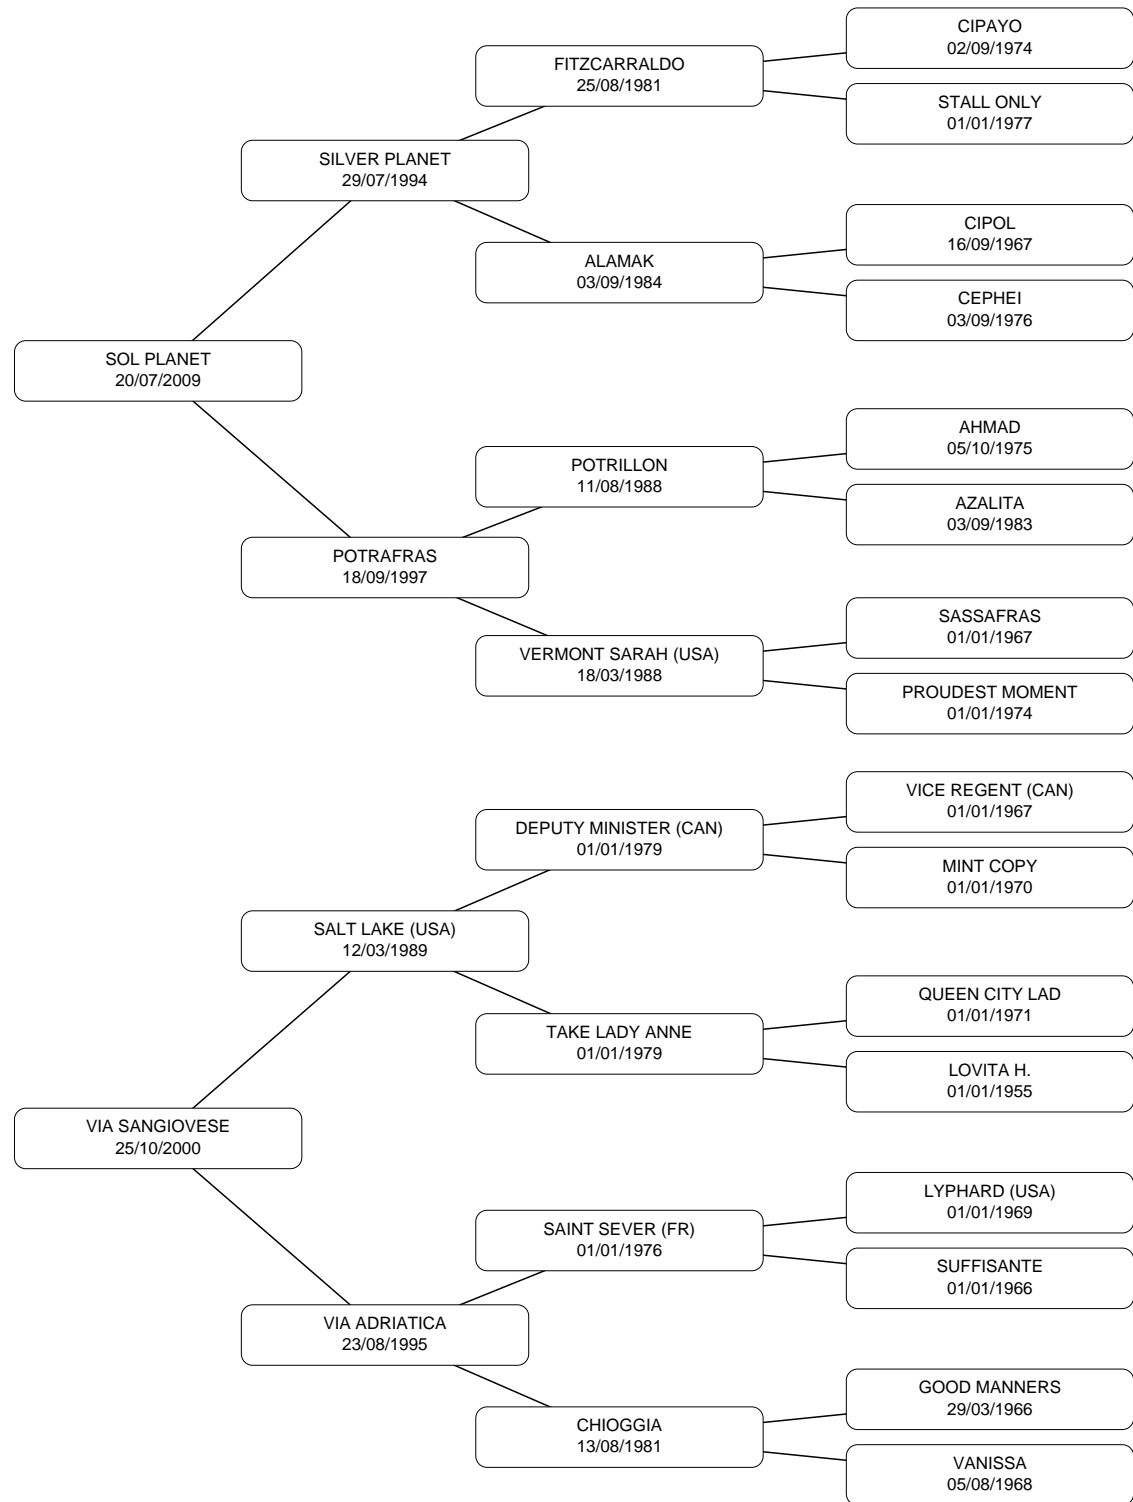 CIPAYO
02/09/1974
FITZCARRALDO
25/08/1981
STALL ONLY
01/01/1977
SILVER PLANET
29/07/1994
CIPOL
16/09/1967
ALAMAK
03/09/1984
CEPHEI
03/09/1976
SOL PLANET
20/07/2009
AHMAD
05/10/1975
POTRILLON
11/08/1988
AZALITA
03/09/1983
POTRAFRAS
18/09/1997
SASSAFRAS
01/01/1967
VERMONT SARAH (USA)
18/03/1988
PROUDEST MOMENT
01/01/1974
VICE REGENT (CAN)
01/01/1967
DEPUTY MINISTER (CAN)
01/01/1979
MINT COPY
01/01/1970
SALT LAKE (USA)
12/03/1989
QUEEN CITY LAD
01/01/1971
TAKE LADY ANNE
01/01/1979
LOVITA H.
01/01/1955
VIA SANGIOVESE
25/10/2000
LYPHARD (USA)
01/01/1969
SAINT SEVER (FR)
01/01/1976
SUFFISANTE
01/01/1966
VIA ADRIATICA
23/08/1995
GOOD MANNERS
29/03/1966
CHIOGGIA
13/08/1981
VANISSA
05/08/1968